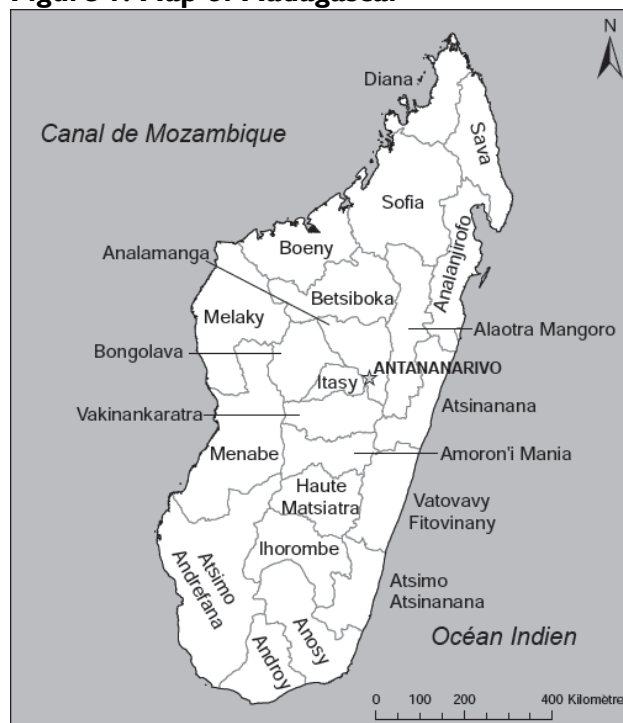 Figure 1: Map of Madagascar
N
Diana
Canal de Mozambique
Sava
Sofia
Analanjirofo
Boeny
Analamanga
Betsiboka
Melaky
Alaotra Mangoro
Bongolava
ANTANANARIVO
Itasy
Atsinanana
Vakinankaratra
Menabe
Amoron'i Mania
Haute
Matsiatra
Vatovavy
Fitovinany
Ihorombe
Atsimo
Andrefana
Atsimo
Atsinanana
Anosy
Androy
Océan Indien
0 100 200 400 Kilomètre